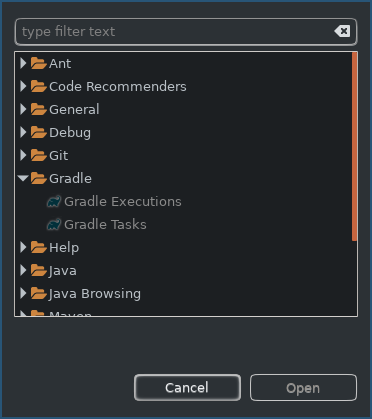 type filter text
Ant
Code Recommenders
General
Debug
Git
Gradle
Gradle Executions
Gradle Tasks
Help
Java
Java Browsing
Maven
Cancel
Open